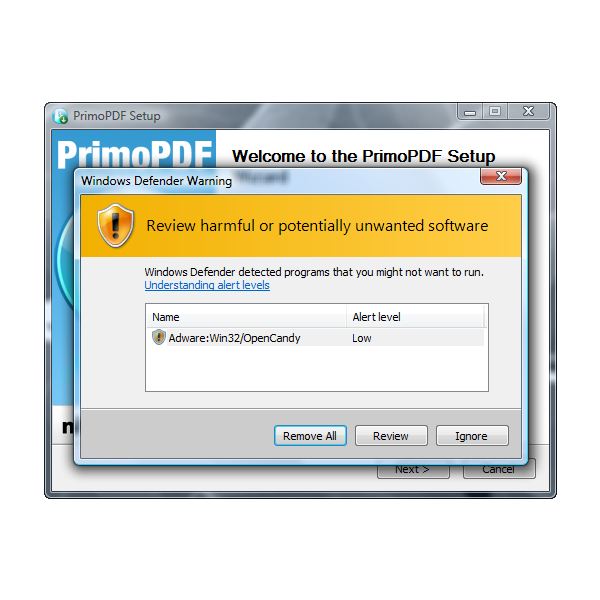 PrimoPDF Setup
PrimoPDF
Welcome to the PrimoPDF Setup
Wizard
Windows Defender Warning
Review harmful or potentially unwanted software
Windows Defender detected programs that you might not want to run.
Understanding alert levels
Name Alert level
Adware:Win32/OpenCandy Low
Remove All Review Ignore
Next > Cancel